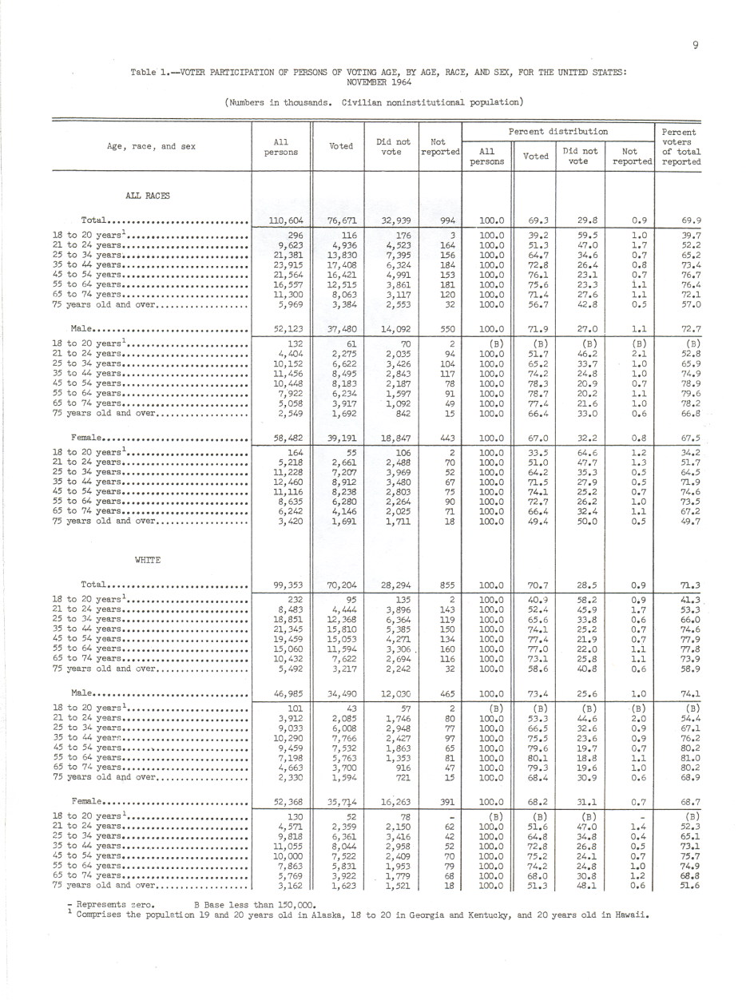 9
Table 1.--VOTER PARTICIPATION OF PERSONS OF VOTING AGE, BY AGE, RACE, AND SEX, FOR THE UNITED STATES:
NOVEMBER 1964
(Numbers in thousands. Civilian noninstitutional population)
Age, race, and sex | All persons | Voted | Did not vote | Not reported | Percent distribution | Percent voters of total reported
All persons | Voted | Did not vote | Not reported
ALL RACES
Total | 110,604 | 76,671 | 32,939 | 994 | 100.0 | 69.3 | 29.8 | 0.9 | 69.9
18 to 20 years¹ | 296 | 116 | 176 | 3 | 100.0 | 39.2 | 59.5 | 1.0 | 39.7
21 to 24 years | 9,623 | 4,936 | 4,523 | 164 | 100.0 | 51.3 | 47.0 | 1.7 | 52.2
25 to 34 years | 21,381 | 13,830 | 7,395 | 156 | 100.0 | 64.7 | 34.6 | 0.7 | 65.2
35 to 44 years | 23,915 | 17,408 | 6,324 | 184 | 100.0 | 72.8 | 26.4 | 0.8 | 73.4
45 to 54 years | 21,564 | 16,421 | 4,991 | 153 | 100.0 | 76.1 | 23.1 | 0.7 | 76.7
55 to 64 years | 16,557 | 12,515 | 3,861 | 181 | 100.0 | 75.6 | 23.3 | 1.1 | 76.4
65 to 74 years | 11,300 | 8,063 | 3,117 | 120 | 100.0 | 71.4 | 27.6 | 1.1 | 72.1
75 years old and over | 5,969 | 3,384 | 2,553 | 32 | 100.0 | 56.7 | 42.8 | 0.5 | 57.0
Male | 52,123 | 37,480 | 14,092 | 550 | 100.0 | 71.9 | 27.0 | 1.1 | 72.7
18 to 20 years¹ | 132 | 61 | 70 | 2 | (B) | (B) | (B) | (B) | (B)
21 to 24 years | 4,404 | 2,275 | 2,035 | 94 | 100.0 | 51.7 | 46.2 | 2.1 | 52.8
25 to 34 years | 10,152 | 6,622 | 3,426 | 104 | 100.0 | 65.2 | 33.7 | 1.0 | 65.9
35 to 44 years | 11,456 | 8,495 | 2,843 | 117 | 100.0 | 74.2 | 24.8 | 1.0 | 74.9
45 to 54 years | 10,448 | 8,183 | 2,187 | 78 | 100.0 | 78.3 | 20.9 | 0.7 | 78.9
55 to 64 years | 7,922 | 6,234 | 1,597 | 91 | 100.0 | 78.7 | 20.2 | 1.1 | 79.6
65 to 74 years | 5,058 | 3,917 | 1,092 | 49 | 100.0 | 77.4 | 21.6 | 1.0 | 78.2
75 years old and over | 2,549 | 1,692 | 842 | 15 | 100.0 | 66.4 | 33.0 | 0.6 | 66.8
Female | 58,482 | 39,191 | 18,847 | 443 | 100.0 | 67.0 | 32.2 | 0.8 | 67.5
18 to 20 years¹ | 164 | 55 | 106 | 2 | 100.0 | 33.5 | 64.6 | 1.2 | 34.2
21 to 24 years | 5,218 | 2,661 | 2,488 | 70 | 100.0 | 51.0 | 47.7 | 1.3 | 51.7
25 to 34 years | 11,228 | 7,207 | 3,969 | 52 | 100.0 | 64.2 | 35.3 | 0.5 | 64.5
35 to 44 years | 12,460 | 8,912 | 3,480 | 67 | 100.0 | 71.5 | 27.9 | 0.5 | 71.9
45 to 54 years | 11,116 | 8,238 | 2,803 | 75 | 100.0 | 74.1 | 25.2 | 0.7 | 74.6
55 to 64 years | 8,635 | 6,280 | 2,264 | 90 | 100.0 | 72.7 | 26.2 | 1.0 | 73.5
65 to 74 years | 6,242 | 4,146 | 2,025 | 71 | 100.0 | 66.4 | 32.4 | 1.1 | 67.2
75 years old and over | 3,420 | 1,691 | 1,711 | 18 | 100.0 | 49.4 | 50.0 | 0.5 | 49.7
WHITE
Total | 99,353 | 70,204 | 28,294 | 855 | 100.0 | 70.7 | 28.5 | 0.9 | 71.3
18 to 20 years¹ | 232 | 95 | 135 | 2 | 100.0 | 40.9 | 58.2 | 0.9 | 41.3
21 to 24 years | 8,483 | 4,444 | 3,896 | 143 | 100.0 | 52.4 | 45.9 | 1.7 | 53.3
25 to 34 years | 18,851 | 12,368 | 6,364 | 119 | 100.0 | 65.6 | 33.8 | 0.6 | 66.0
35 to 44 years | 21,345 | 15,810 | 5,385 | 150 | 100.0 | 74.1 | 25.2 | 0.7 | 74.6
45 to 54 years | 19,459 | 15,053 | 4,271 | 134 | 100.0 | 77.4 | 21.9 | 0.7 | 77.9
55 to 64 years | 15,060 | 11,594 | 3,306 | 160 | 100.0 | 77.0 | 22.0 | 1.1 | 77.8
65 to 74 years | 10,432 | 7,622 | 2,694 | 116 | 100.0 | 73.1 | 25.8 | 1.1 | 73.9
75 years old and over | 5,492 | 3,217 | 2,242 | 32 | 100.0 | 58.6 | 40.8 | 0.6 | 58.9
Male | 46,985 | 34,490 | 12,030 | 465 | 100.0 | 73.4 | 25.6 | 1.0 | 74.1
18 to 20 years¹ | 101 | 43 | 57 | 2 | (B) | (B) | (B) | (B) | (B)
21 to 24 years | 3,912 | 2,085 | 1,746 | 80 | 100.0 | 53.3 | 44.6 | 2.0 | 54.4
25 to 34 years | 9,033 | 6,008 | 2,948 | 77 | 100.0 | 66.5 | 32.6 | 0.9 | 67.1
35 to 44 years | 10,290 | 7,766 | 2,427 | 97 | 100.0 | 75.5 | 23.6 | 0.9 | 76.2
45 to 54 years | 9,459 | 7,532 | 1,863 | 65 | 100.0 | 79.6 | 19.7 | 0.7 | 80.2
55 to 64 years | 7,198 | 5,763 | 1,353 | 81 | 100.0 | 80.1 | 18.8 | 1.1 | 81.0
65 to 74 years | 4,663 | 3,700 | 916 | 47 | 100.0 | 79.3 | 19.6 | 1.0 | 80.2
75 years old and over | 2,330 | 1,594 | 721 | 15 | 100.0 | 68.4 | 30.9 | 0.6 | 68.9
Female | 52,368 | 35,714 | 16,263 | 391 | 100.0 | 68.2 | 31.1 | 0.7 | 68.7
18 to 20 years¹ | 130 | 52 | 78 | - | (B) | (B) | (B) | - | (B)
21 to 24 years | 4,571 | 2,359 | 2,150 | 62 | 100.0 | 51.6 | 47.0 | 1.4 | 52.3
25 to 34 years | 9,818 | 6,361 | 3,416 | 42 | 100.0 | 64.8 | 34.8 | 0.4 | 65.1
35 to 44 years | 11,055 | 8,044 | 2,958 | 52 | 100.0 | 72.8 | 26.8 | 0.5 | 73.1
45 to 54 years | 10,000 | 7,522 | 2,409 | 70 | 100.0 | 75.2 | 24.1 | 0.7 | 75.7
55 to 64 years | 7,863 | 5,831 | 1,953 | 79 | 100.0 | 74.2 | 24.8 | 1.0 | 74.9
65 to 74 years | 5,769 | 3,922 | 1,779 | 68 | 100.0 | 68.0 | 30.8 | 1.2 | 68.8
75 years old and over | 3,162 | 1,623 | 1,521 | 18 | 100.0 | 51.3 | 48.1 | 0.6 | 51.6
- Represents zero. B Base less than 150,000.
¹ Comprises the population 19 and 20 years old in Alaska, 18 to 20 in Georgia and Kentucky, and 20 years old in Hawaii.